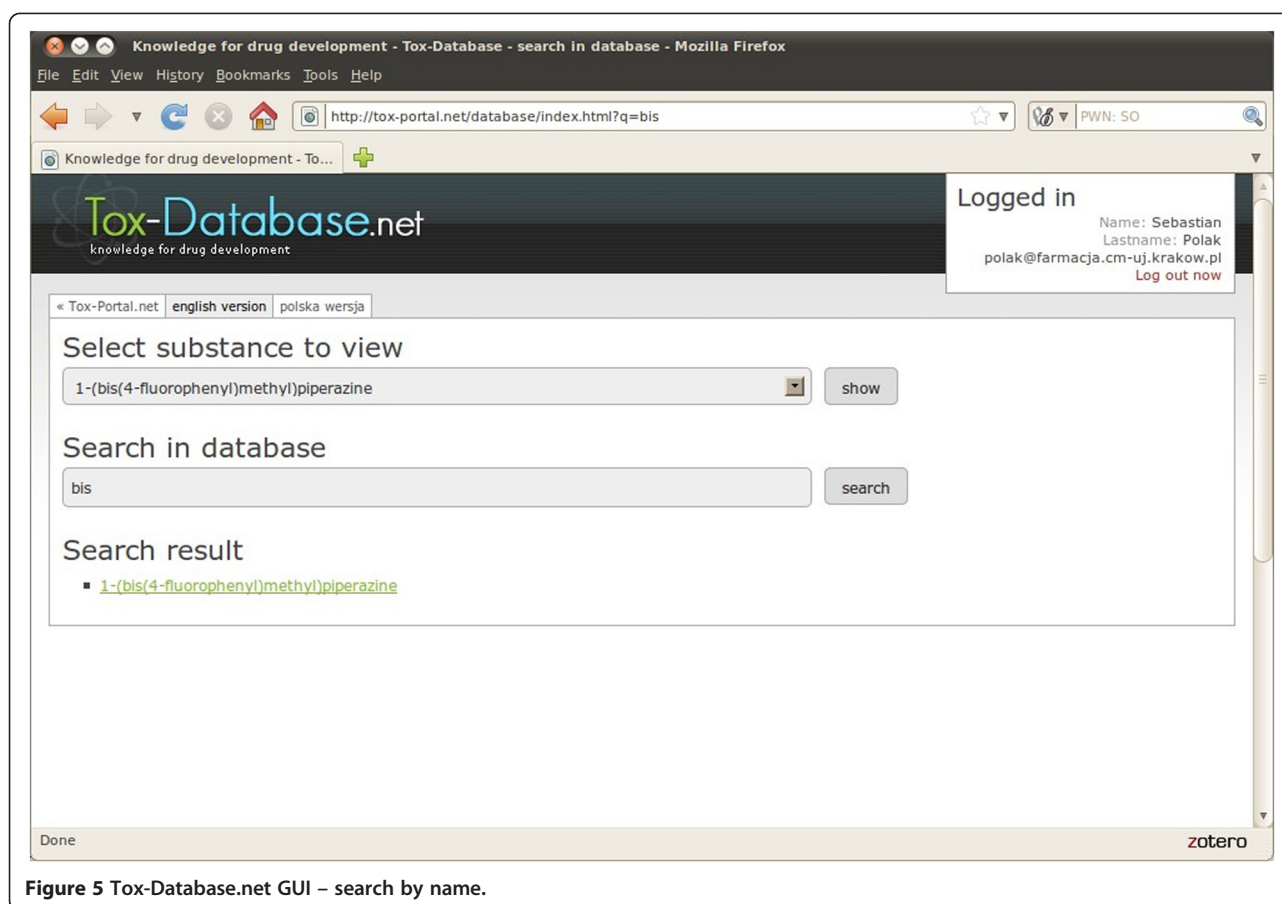 Knowledge for drug development - Tox-Database - search in database - Mozilla Firefox
File Edit View History Bookmarks Tools Help
http://tox-portal.net/database/index.html?q=bis
PWN: SO
Knowledge for drug development - To...
Tox-Database.net
knowledge for drug development
Logged in
Name: Sebastian
Lastname: Polak
polak@farmacja.cm-uj.krakow.pl
Log out now
« Tox-Portal.net english version polska wersja
Select substance to view
1-(bis(4-fluorophenyl)methyl)piperazine
show
Search in database
bis
search
Search result
1-(bis(4-fluorophenyl)methyl)piperazine
Done
zotero
Figure 5 Tox-Database.net GUI – search by name.